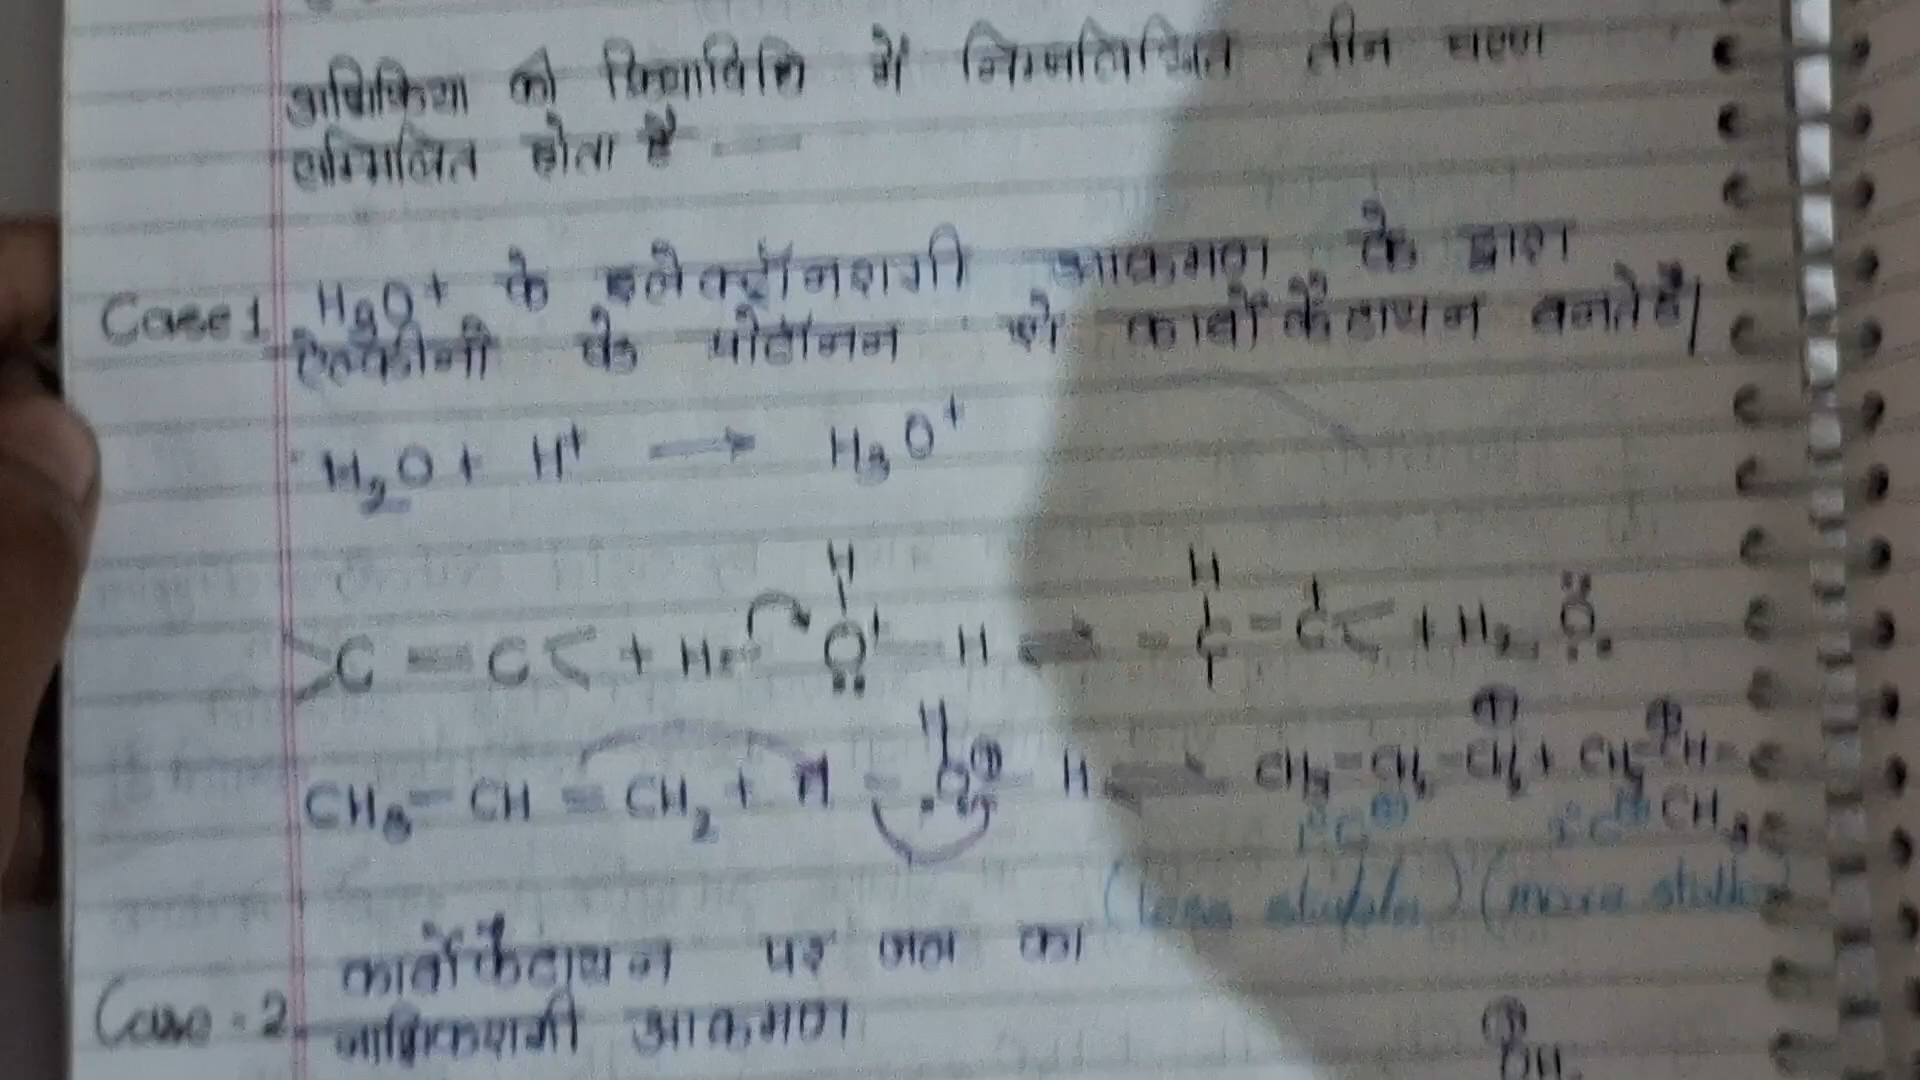 अभिक्रिया की क्रियाविधि में निम्नलिखित तीन चरण
सम्मिलित होता है —
Case 1 H₃O⁺ के इलेक्ट्रॉनरागी आक्रमण के द्वारा
ऐल्कीनों के प्रोटॉनन से कार्बोकैटायन बनते हैं|
H₂O + H⁺ → H₃O⁺
H H
>C = C< + H - O⁺ - H → - C - C< + H₂O
H
CH₃ - CH = CH₂ + H - O⊕ - H → CH₃ - CH₂ - CH₂ + CH₃ - CH -
1°C⊕ 2°C⊕ CH₃
(less stable) (more stable
कार्बोकैटायन पर जल का
Case - 2 नाभिकरागी आक्रमण
OH